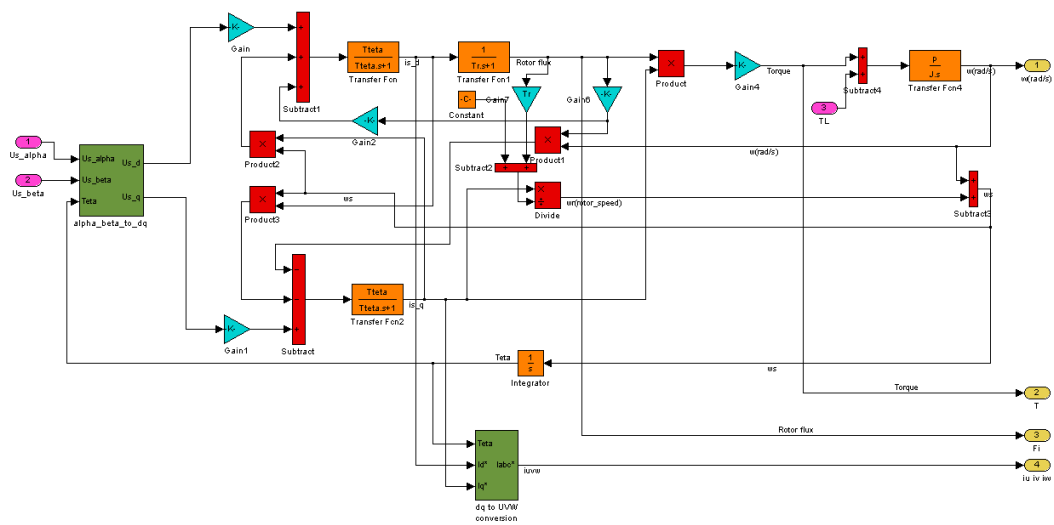 -K-
Gain
+
+
+
Subtract1
Tteta
Tteta.s+1
Transfer Fcn
is_d
1
Tr.s+1
Transfer Fcn1
Rotor flux
Tr
Gain7
-K-
Gain6
-C-
Constant
×
Product
-K-
Gain4
Torque
+
+
Subtract4
3
TL
P
J.s
Transfer Fcn4
w(rad/s)
1
w(rad/s)
-K-
Gain2
×
Product1
w(rad/s)
+
+
Subtract2
×
÷
Divide
wr(rotor_speed)
+
Subtract3
ws
1
Us_alpha
2
Us_beta
Us_alpha
Us_beta
Teta
Us_d
Us_q
alpha_beta_to_dq
×
Product2
×
Product3
ws
-
-
+
Subtract
-K-
Gain1
Tteta
Tteta.s+1
Transfer Fcn2
is_q
Teta
1
s
Integrator
ws
Torque
2
T
Rotor flux
3
Fi
Teta
Id*
Iq*
Iabc*
dq to UVW
conversion
iuvw
4
iu iv iw